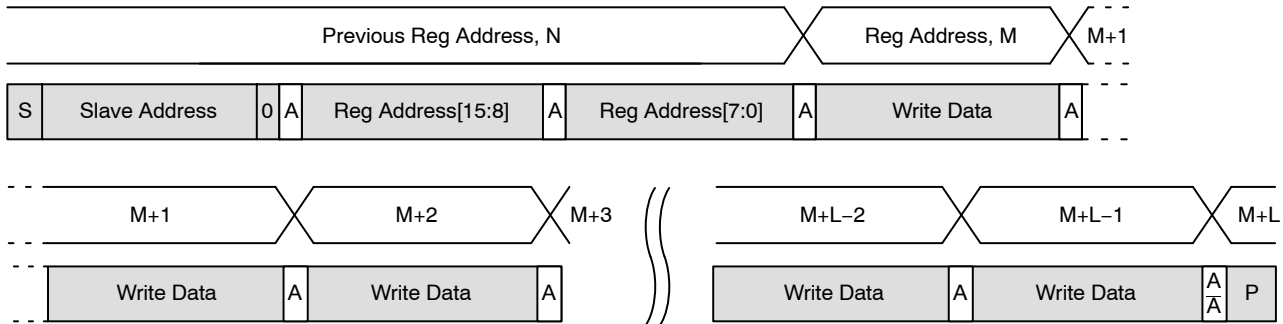 Previous Reg Address, N Reg Address, M M+1
S Slave Address 0 A Reg Address[15:8] A Reg Address[7:0] A Write Data A
M+1 M+2 M+3 M+L−2 M+L−1 M+L
Write Data A Write Data A Write Data A Write Data A A̅ P